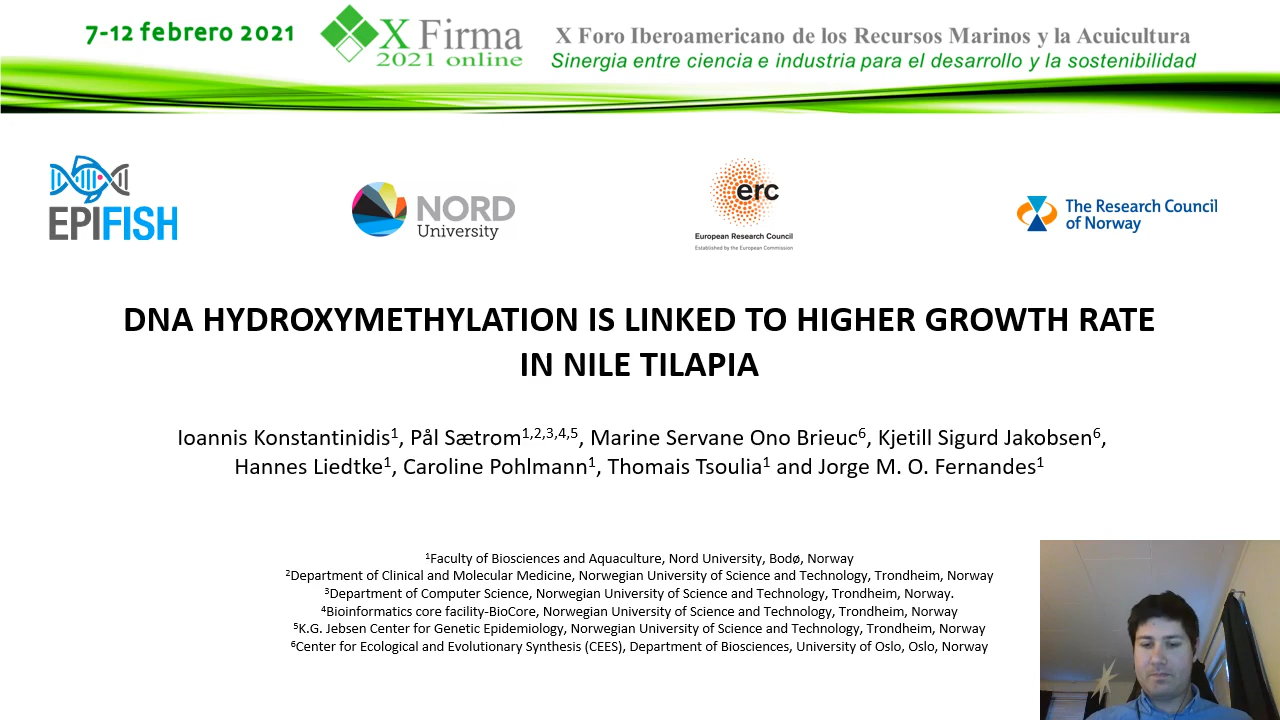 7-12 febrero 2021
X Firma
2021 online
X Foro Iberoamericano de los Recursos Marinos y la Acuicultura
Sinergia entre ciencia e industria para el desarrollo y la sostenibilidad
EPIFISH
NORD
University
erc
European Research Council
Established by the European Commission
The Research Council
of Norway
DNA HYDROXYMETHYLATION IS LINKED TO HIGHER GROWTH RATE
IN NILE TILAPIA
Ioannis Konstantinidis¹, Pål Sætrom¹,²,³,⁴,⁵, Marine Servane Ono Brieuc⁶, Kjetill Sigurd Jakobsen⁶,
Hannes Liedtke¹, Caroline Pohlmann¹, Thomais Tsoulia¹ and Jorge M. O. Fernandes¹
¹Faculty of Biosciences and Aquaculture, Nord University, Bodø, Norway
²Department of Clinical and Molecular Medicine, Norwegian University of Science and Technology, Trondheim, Norway
³Department of Computer Science, Norwegian University of Science and Technology, Trondheim, Norway.
⁴Bioinformatics core facility-BioCore, Norwegian University of Science and Technology, Trondheim, Norway
⁵K.G. Jebsen Center for Genetic Epidemiology, Norwegian University of Science and Technology, Trondheim, Norway
⁶Center for Ecological and Evolutionary Synthesis (CEES), Department of Biosciences, University of Oslo, Oslo, Norway